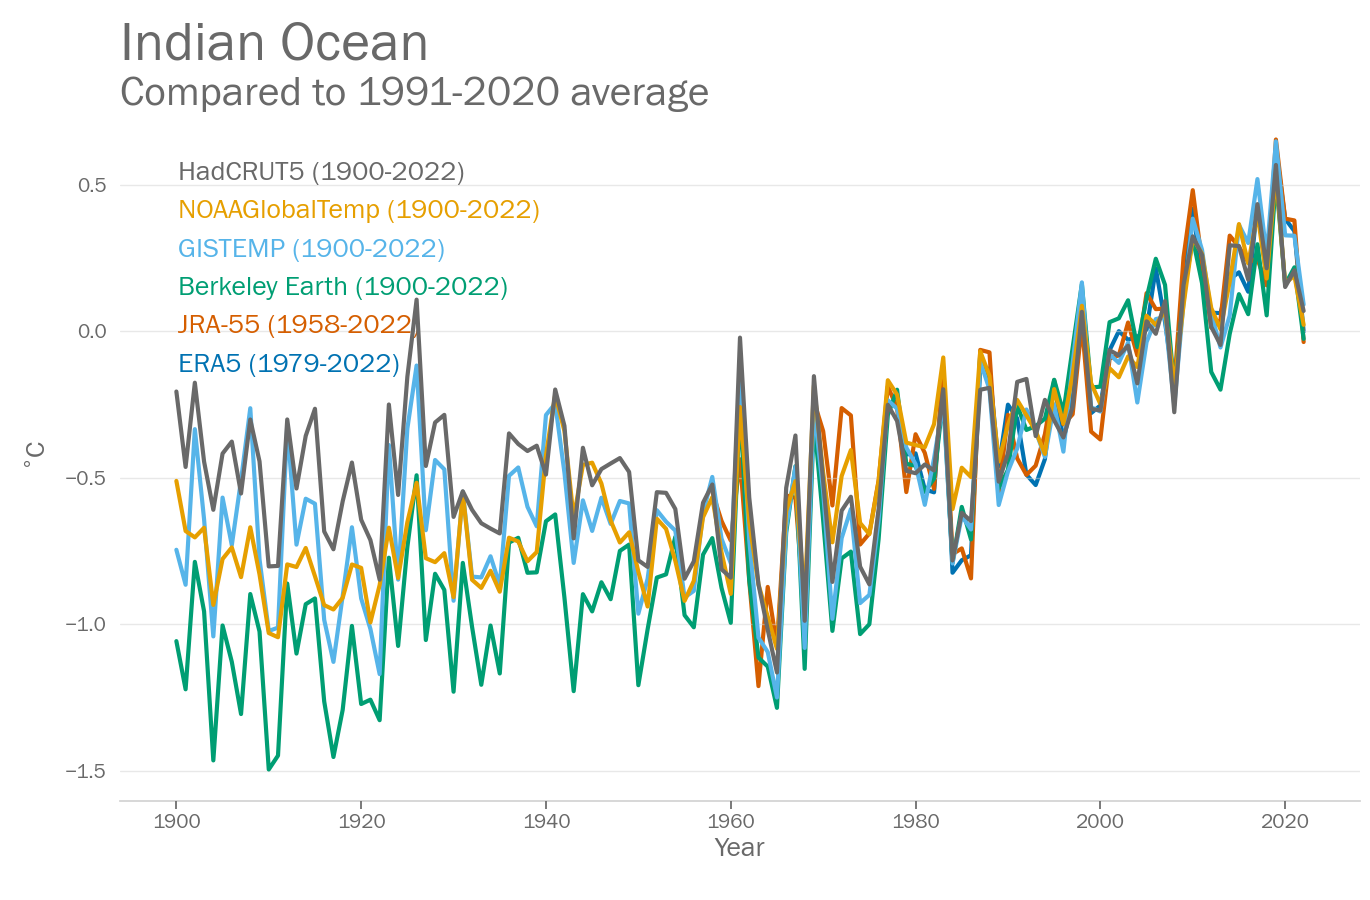 Indian Ocean
Compared to 1991-2020 average
HadCRUT5 (1900-2022)
NOAAGlobalTemp (1900-2022)
GISTEMP (1900-2022)
Berkeley Earth (1900-2022)
JRA-55 (1958-2022)
ERA5 (1979-2022)
°C
0.5
0.0
−0.5
−1.0
−1.5
1900 1920 1940 1960 1980 2000 2020
Year